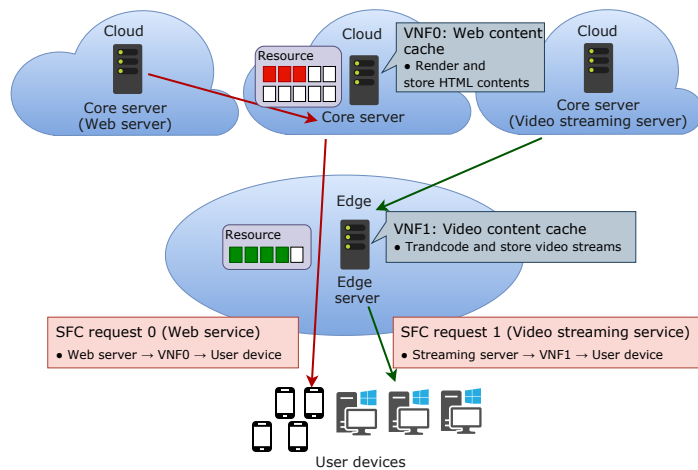 Cloud
Core server
(Web server)
Resource
Cloud
Core server
VNF0: Web content
cache
● Render and
store HTML contents
Cloud
Core server
(Video streaming server)
Edge
Resource
Edge
server
VNF1: Video content cache
● Trandcode and store video streams
SFC request 0 (Web service)
● Web server → VNF0 → User device
SFC request 1 (Video streaming service)
● Streaming server → VNF1 → User device
User devices